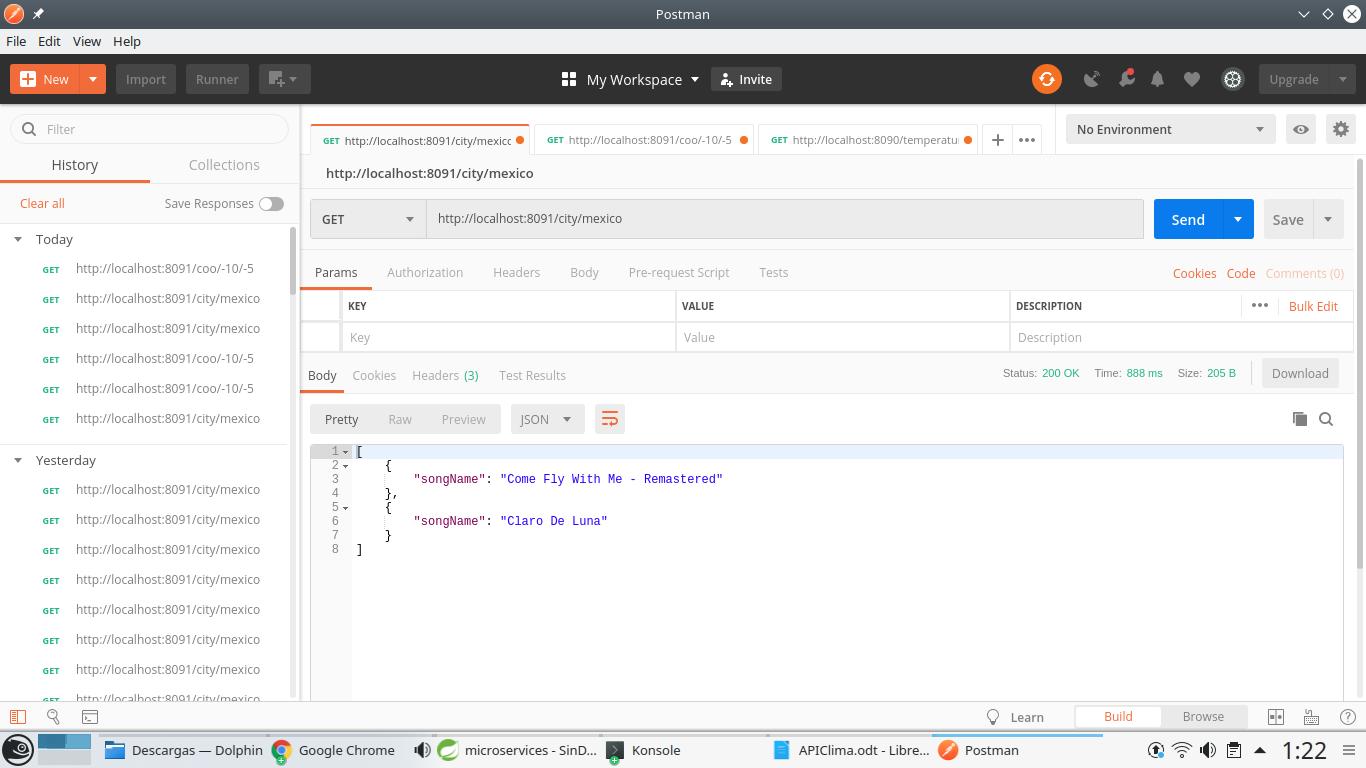 Postman
File Edit View Help
New Import Runner My Workspace Invite Upgrade
Filter
History Collections
Clear all Save Responses
Today
GET http://localhost:8091/coo/-10/-5
GET http://localhost:8091/city/mexico
GET http://localhost:8091/city/mexico
GET http://localhost:8091/coo/-10/-5
GET http://localhost:8091/coo/-10/-5
GET http://localhost:8091/city/mexico
Yesterday
GET http://localhost:8091/city/mexico
GET http://localhost:8091/city/mexico
GET http://localhost:8091/city/mexico
GET http://localhost:8091/city/mexico
GET http://localhost:8091/city/mexico
GET http://localhost:8091/city/mexico
GET http://localhost:8091/city/mexico
GET http://localhost:8091/city/mexico
GET http://localhost:8091/city/mexic GET http://localhost:8091/coo/-10/-5 GET http://localhost:8090/temperatu
No Environment
http://localhost:8091/city/mexico
GET http://localhost:8091/city/mexico Send Save
Params Authorization Headers Body Pre-request Script Tests Cookies Code Comments (0)
KEY VALUE DESCRIPTION Bulk Edit
Key Value Description
Body Cookies Headers (3) Test Results Status: 200 OK Time: 888 ms Size: 205 B Download
Pretty Raw Preview JSON
1 [
2 {
3 "songName": "Come Fly With Me - Remastered"
4 },
5 {
6 "songName": "Claro De Luna"
7 }
8 ]
Learn Build Browse
Descargas — Dolphin Google Chrome microservices - SinD... Konsole APIClima.odt - Libre... Postman 1:22